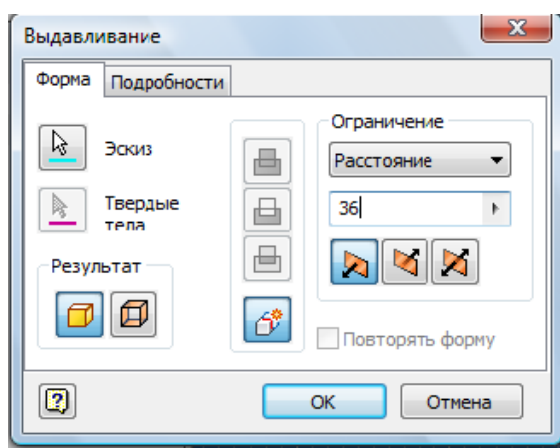 Выдавливание
Форма
Подробности
Эскиз
Твердые
тела
Результат
Ограничение
Расстояние
36
Повторять форму
OK
Отмена